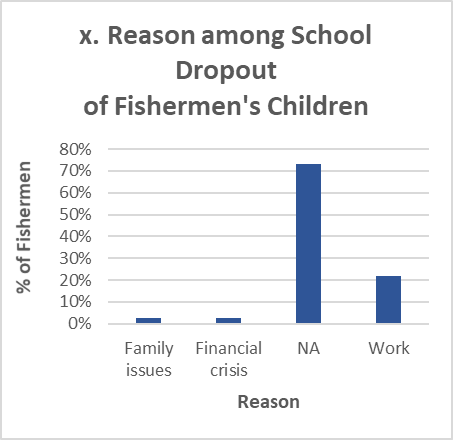 x. Reason among School
Dropout
of Fishermen's Children
% of Fishermen
80%
70%
60%
50%
40%
30%
20%
10%
0%
Family
issues
Financial
crisis
NA
Work
Reason